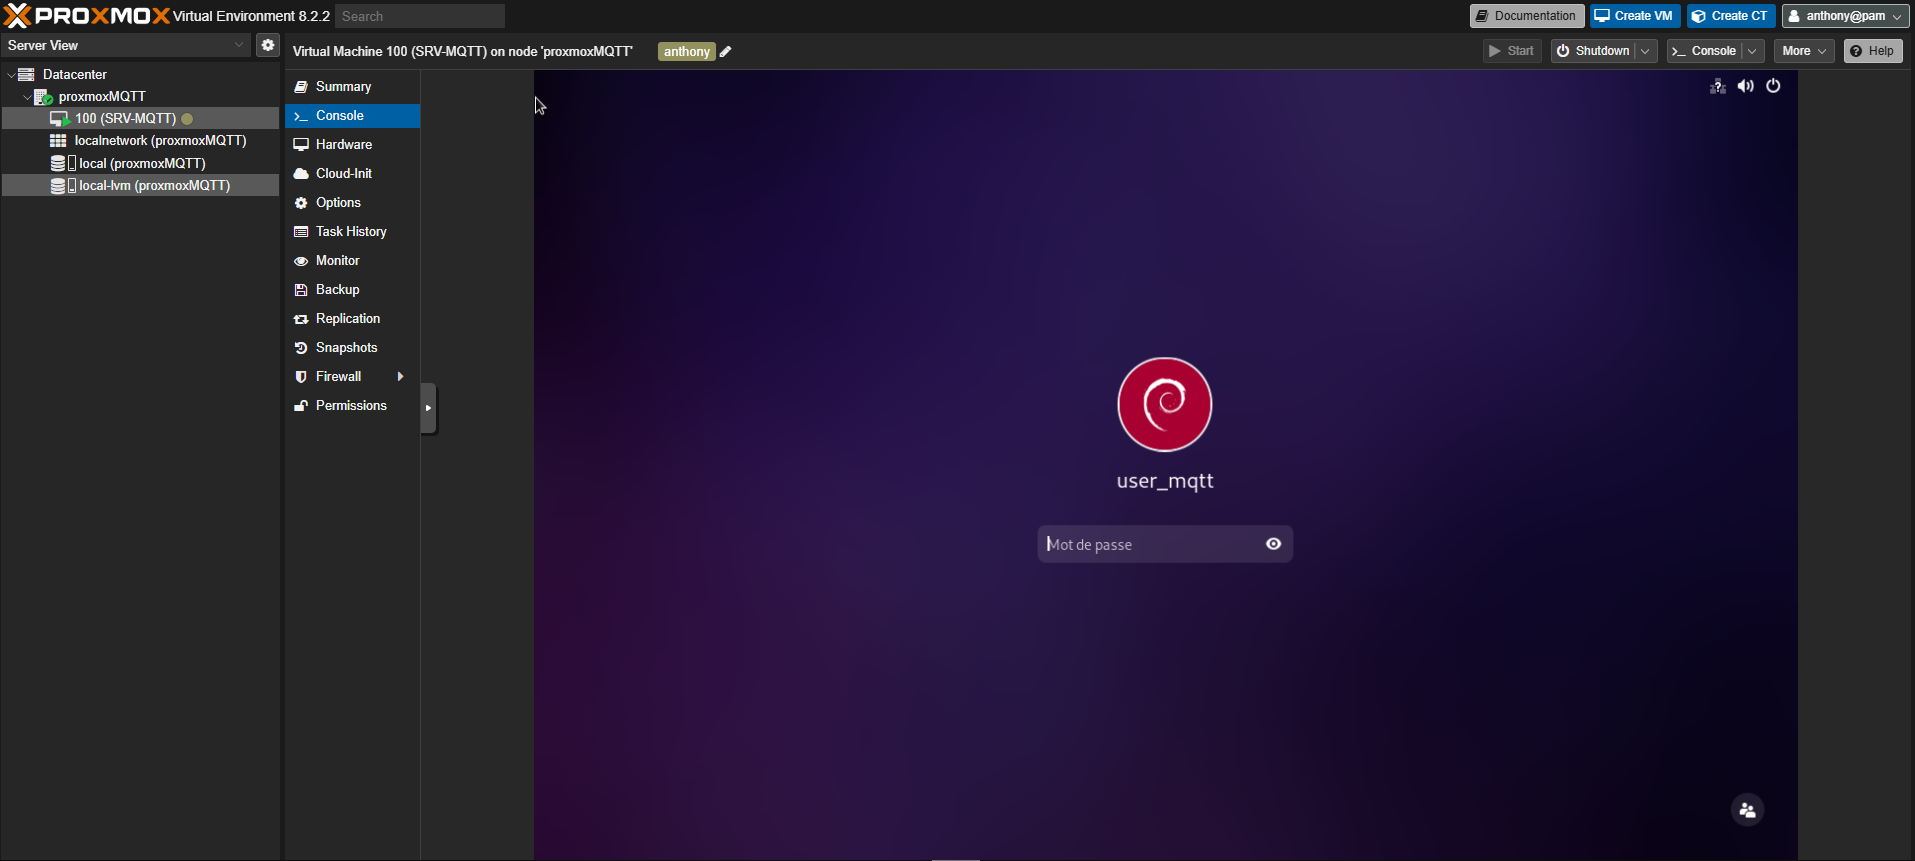 PROXMOX Virtual Environment 8.2.2 Search Documentation Create VM Create CT anthony@pam
Server View
Virtual Machine 100 (SRV-MQTT) on node 'proxmoxMQTT' anthony Start Shutdown Console More Help
Datacenter
proxmoxMQTT
100 (SRV-MQTT)
localnetwork (proxmoxMQTT)
local (proxmoxMQTT)
local-lvm (proxmoxMQTT)
Summary
Console
Hardware
Cloud-Init
Options
Task History
Monitor
Backup
Replication
Snapshots
Firewall
Permissions
user_mqtt
Mot de passe